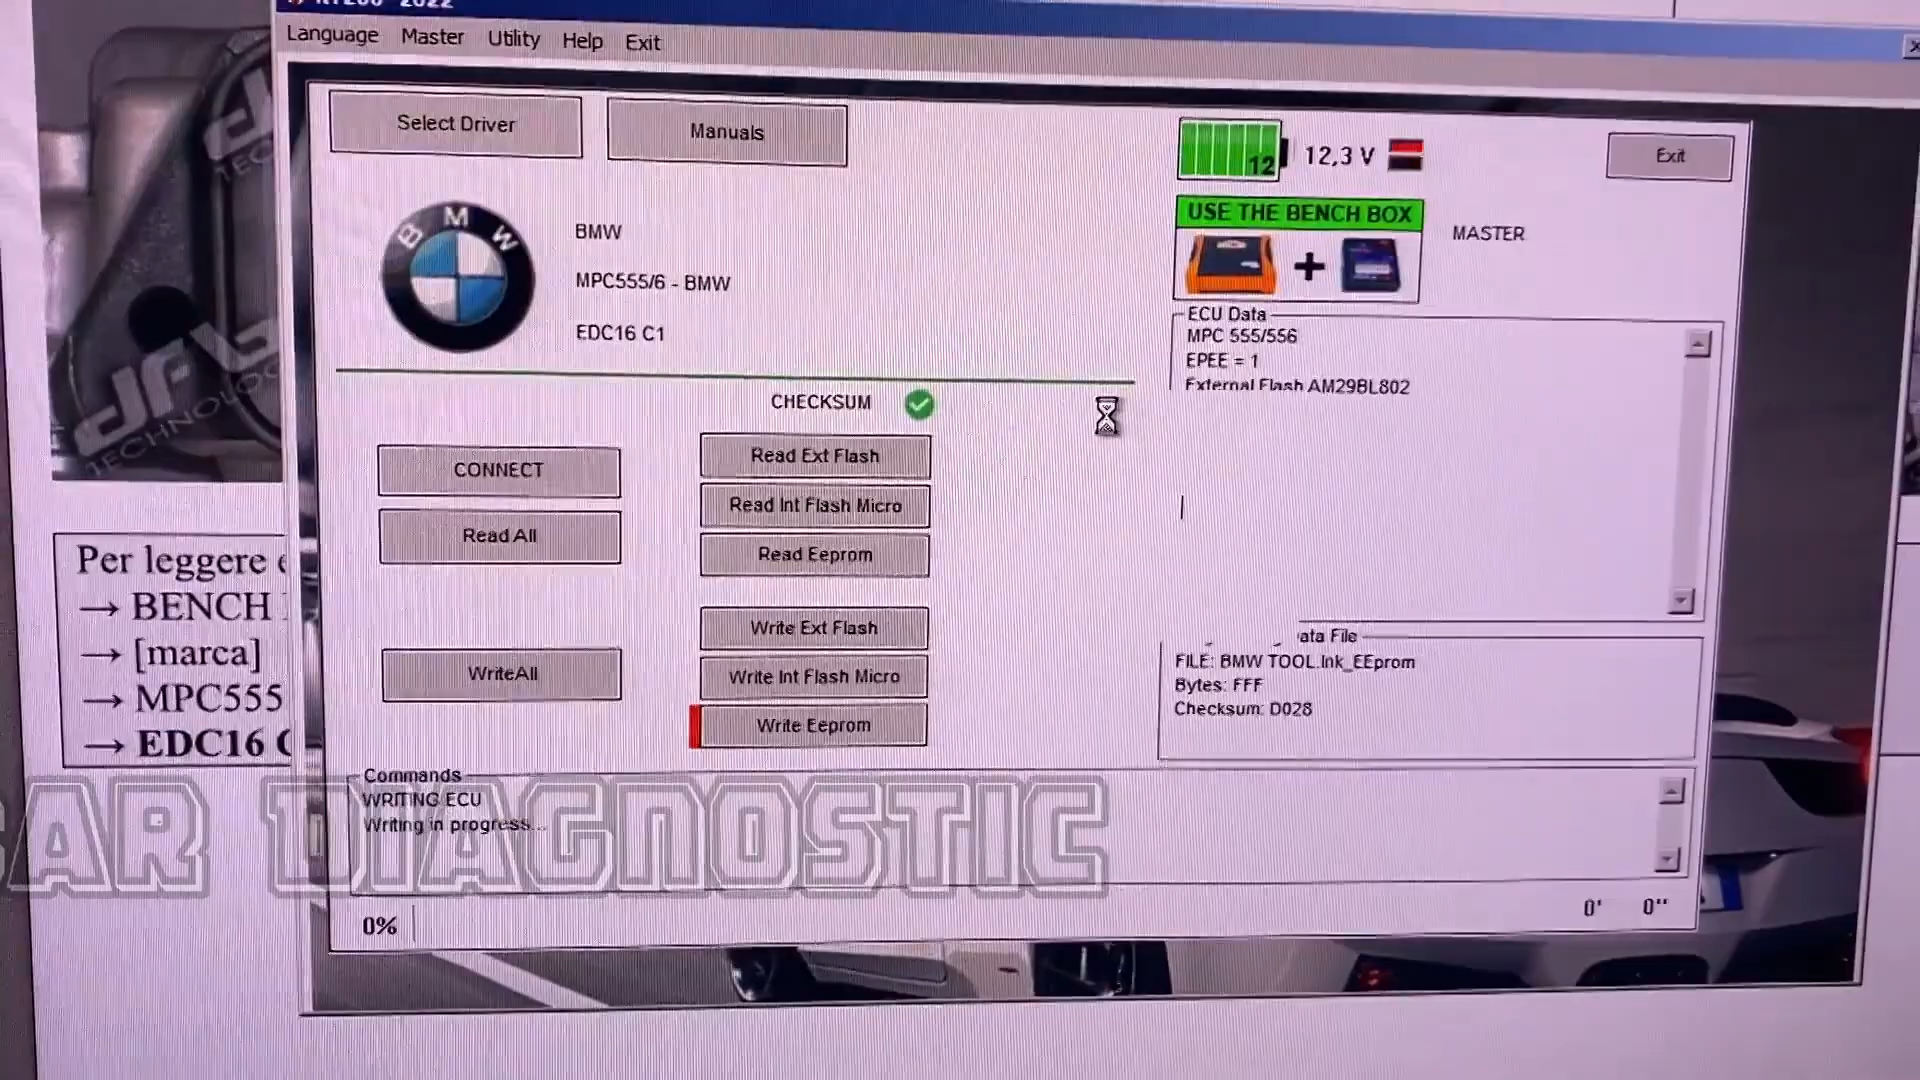 Language Master Utility Help Exit
Select Driver
Manuals
12
12,3 V
Exit
BMW
BMW
MPC555/6 - BMW
EDC16 C1
USE THE BENCH BOX
MASTER
ECU Data
MPC 555/556
EPEE = 1
External Flash AM29BL802
CHECKSUM
CONNECT
Read All
WriteAll
Read Ext Flash
Read Int Flash Micro
Read Eeprom
Write Ext Flash
Write Int Flash Micro
Write Eeprom
ata File
FILE: BMW TOOL.Ink_EEprom
Bytes: FFF
Checksum: D028
Commands
WRITING ECU
Writing in progress...
0%
0' 0''
Per leggere
→ BENCH
→ [marca]
→ MPC555
→ EDC16 C
dfb
TECHNOLOG
AR DIAGNOSTIC